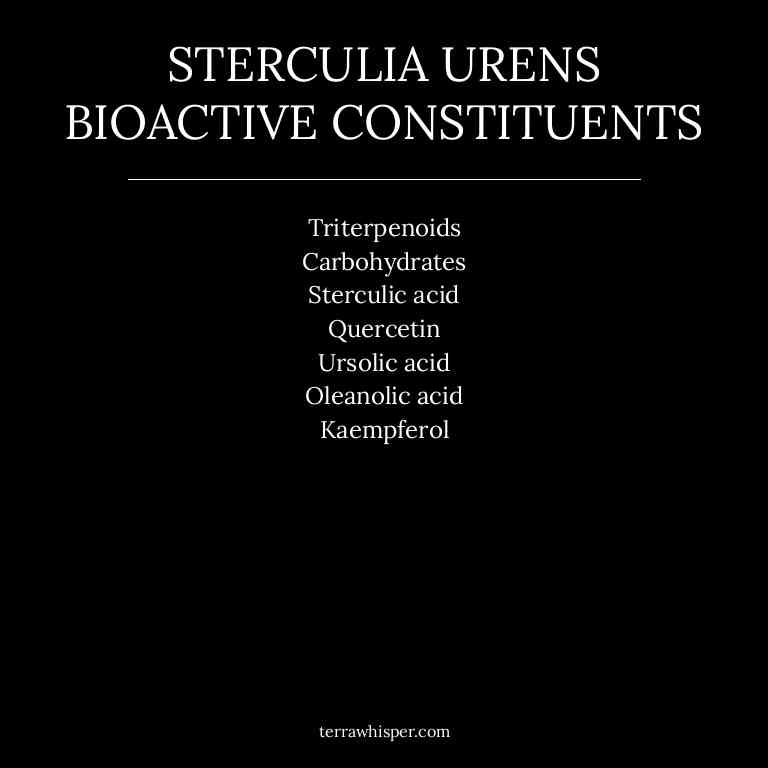 STERCULIA URENS
BIOACTIVE CONSTITUENTS
Triterpenoids
Carbohydrates
Sterculic acid
Quercetin
Ursolic acid
Oleanolic acid
Kaempferol
terrawhisper.com